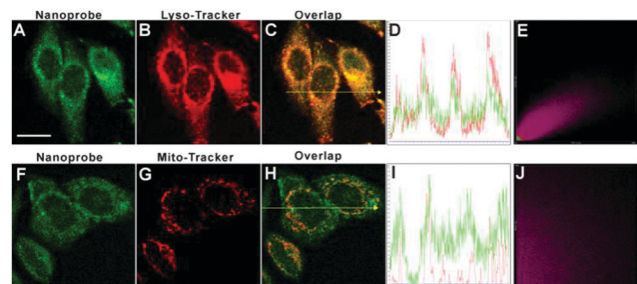 Nanoprobe Lyso-Tracker Overlap
A B C D E
Nanoprobe Mito-Tracker Overlap
F G H I J